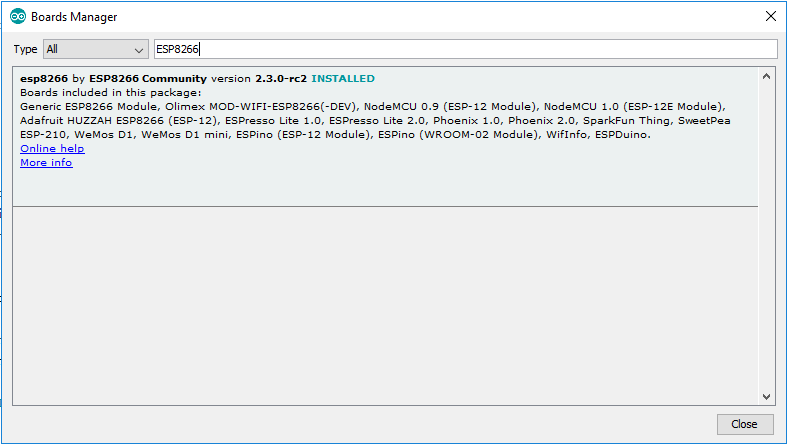 Boards Manager
Type All ESP8266
esp8266 by ESP8266 Community version 2.3.0-rc2 INSTALLED
Boards included in this package:
Generic ESP8266 Module, Olimex MOD-WIFI-ESP8266(-DEV), NodeMCU 0.9 (ESP-12 Module), NodeMCU 1.0 (ESP-12E Module),
Adafruit HUZZAH ESP8266 (ESP-12), ESPresso Lite 1.0, ESPresso Lite 2.0, Phoenix 1.0, Phoenix 2.0, SparkFun Thing, SweetPea
ESP-210, WeMos D1, WeMos D1 mini, ESPino (ESP-12 Module), ESPino (WROOM-02 Module), WifInfo, ESPDuino.
Online help
More info
Close